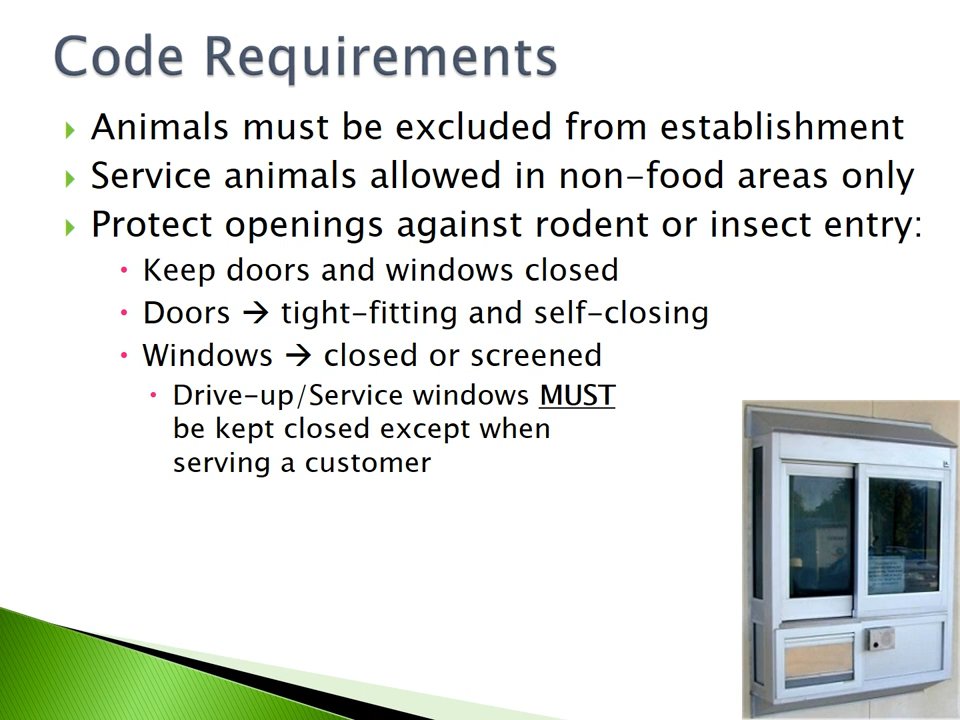 Code Requirements
Animals must be excluded from establishment
Service animals allowed in non-food areas only
Protect openings against rodent or insect entry:
Keep doors and windows closed
Doors → tight-fitting and self-closing
Windows → closed or screened
Drive-up/Service windows MUST
be kept closed except when
serving a customer